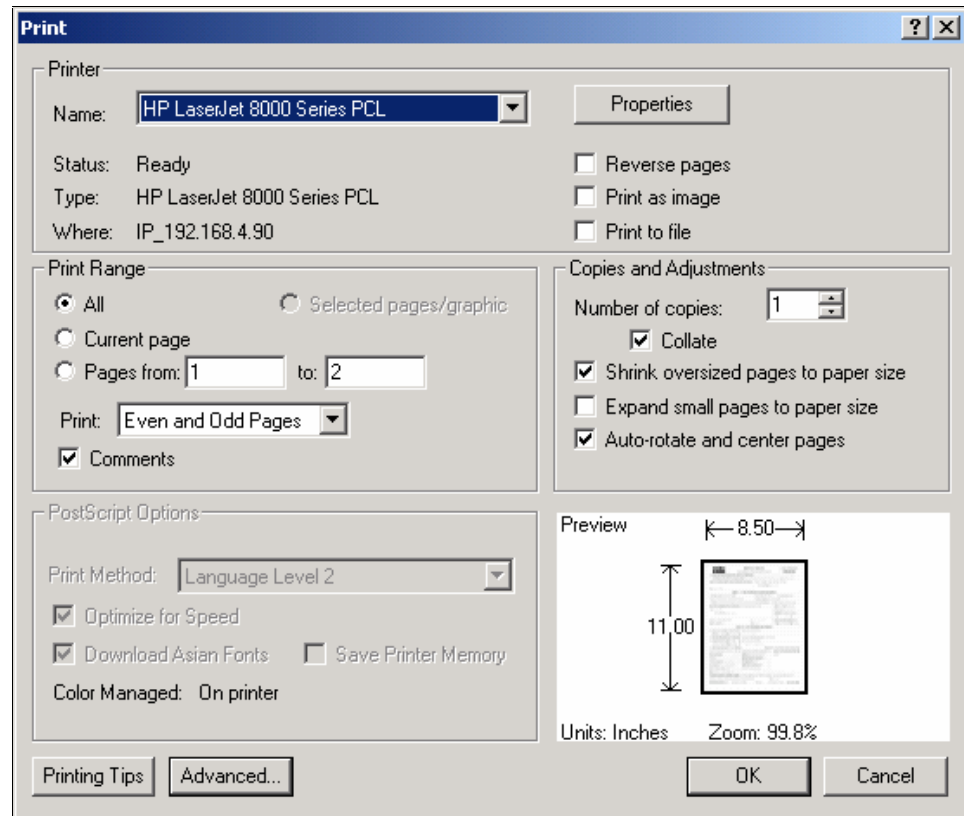 Print
Printer
Name: HP LaserJet 8000 Series PCL
Properties
Status: Ready
Reverse pages
Type: HP LaserJet 8000 Series PCL
Print as image
Where: IP_192.168.4.90
Print to file
Print Range
All
Selected pages/graphic
Current page
Pages from: 1 to: 2
Print: Even and Odd Pages
Comments
Copies and Adjustments
Number of copies: 1
Collate
Shrink oversized pages to paper size
Expand small pages to paper size
Auto-rotate and center pages
PostScript Options
Print Method: Language Level 2
Optimize for Speed
Download Asian Fonts
Save Printer Memory
Color Managed: On printer
Preview
8.50
11.00
Units: Inches Zoom: 99.8%
Printing Tips
Advanced...
OK
Cancel